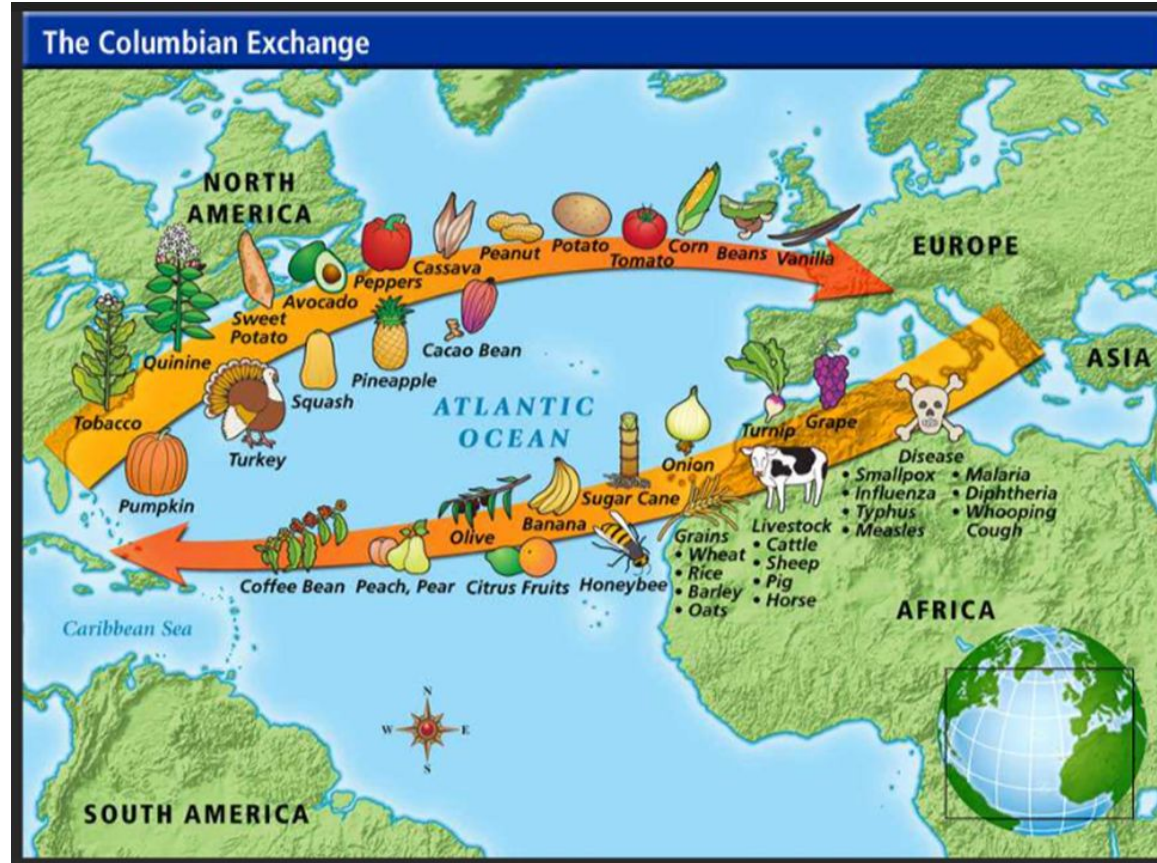 The Columbian Exchange
NORTH
AMERICA
EUROPE
ASIA
AFRICA
SOUTH AMERICA
ATLANTIC
OCEAN
Caribbean Sea
Tobacco
Quinine
Sweet
Potato
Avocado
Peppers
Cassava
Peanut
Potato
Tomato
Corn
Beans
Vanilla
Pumpkin
Turkey
Squash
Pineapple
Cacao Bean
Coffee Bean
Peach, Pear
Olive
Citrus Fruits
Banana
Honeybee
Sugar Cane
Onion
Grains
• Wheat
• Rice
• Barley
• Oats
Turnip
Grape
Livestock
• Cattle
• Sheep
• Pig
• Horse
Disease
• Smallpox
• Influenza
• Typhus
• Measles
• Malaria
• Diphtheria
• Whooping
Cough
N
W
E
S